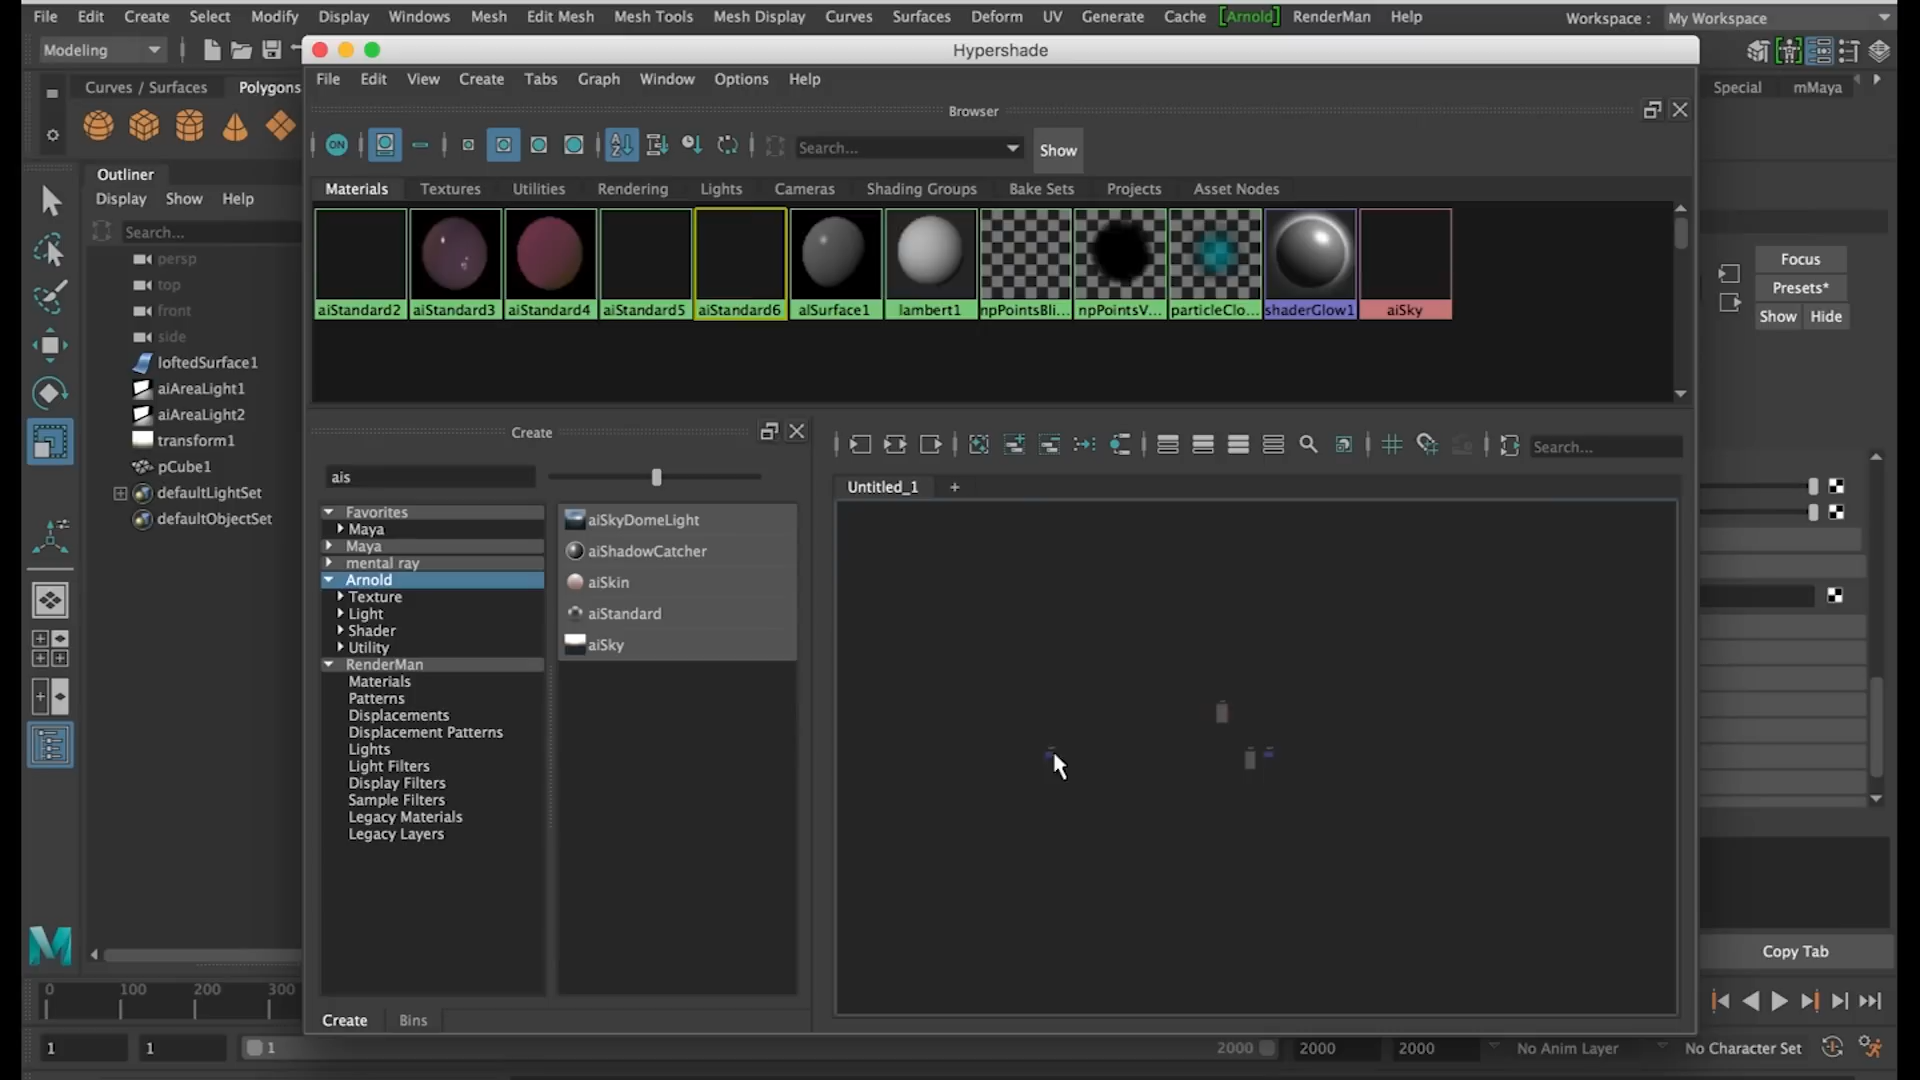 File Edit Create Select Modify Display Windows Mesh Edit Mesh Mesh Tools Mesh Display Curves Surfaces Deform UV Generate Cache [Arnold] RenderMan Help Workspace : My Workspace
Modeling
Hypershade
File Edit View Create Tabs Graph Window Options Help
Curves / Surfaces Polygons
Special mMaya
Browser
ON
Search...
Show
Outliner
Display Show Help
Search...
Materials Textures Utilities Rendering Lights Cameras Shading Groups Bake Sets Projects Asset Nodes
aiStandard2 aiStandard3 aiStandard4 aiStandard5 aiStandard6 alSurface1 lambert1 npPointsBli... npPointsV... particleClo... shaderGlow1 aiSky
persp
top
front
side
loftedSurface1
aiAreaLight1
aiAreaLight2
transform1
pCube1
defaultLightSet
defaultObjectSet
Focus
Presets*
Show Hide
Create
ais
Favorites
Maya
Maya
mental ray
Arnold
Texture
Light
Shader
Utility
RenderMan
Materials
Patterns
Displacements
Displacement Patterns
Lights
Light Filters
Display Filters
Sample Filters
Legacy Materials
Legacy Layers
aiSkyDomeLight
aiShadowCatcher
aiSkin
aiStandard
aiSky
Search...
Untitled_1 +
Create Bins
Copy Tab
0 100 200 300
1 1 1 2000 2000 2000 No Anim Layer No Character Set